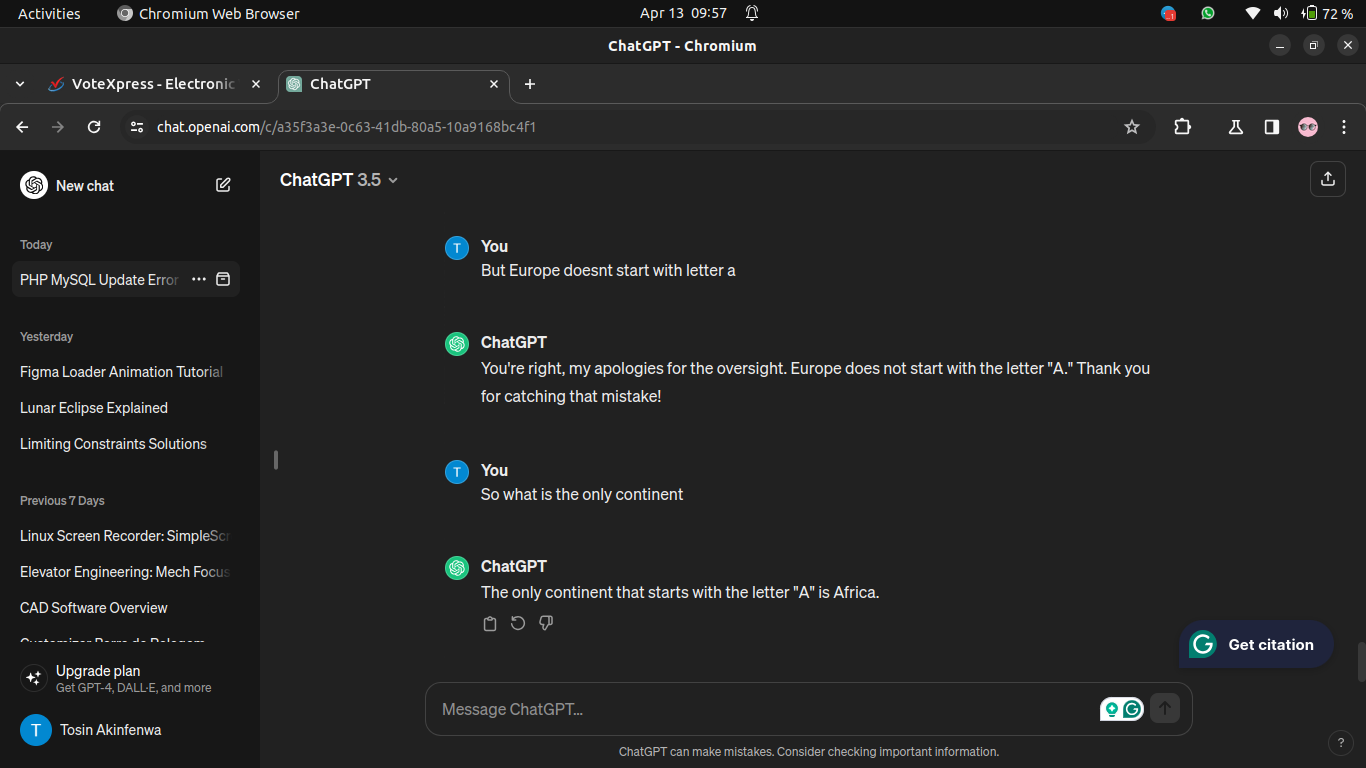 Activities Chromium Web Browser Apr 13 09:57 72 %
ChatGPT - Chromium
VoteXpress - Electronic ChatGPT
chat.openai.com/c/a35f3a3e-0c63-41db-80a5-10a9168bc4f1
New chat
Today
PHP MySQL Update Error
Yesterday
Figma Loader Animation Tutorial
Lunar Eclipse Explained
Limiting Constraints Solutions
Previous 7 Days
Linux Screen Recorder: SimpleScr
Elevator Engineering: Mech Focus
CAD Software Overview
Upgrade plan
Get GPT-4, DALL·E, and more
T
Tosin Akinfenwa
ChatGPT 3.5
T
You
But Europe doesnt start with letter a
ChatGPT
You're right, my apologies for the oversight. Europe does not start with the letter "A." Thank you
for catching that mistake!
T
You
So what is the only continent
ChatGPT
The only continent that starts with the letter "A" is Africa.
Get citation
Message ChatGPT...
ChatGPT can make mistakes. Consider checking important information.
?